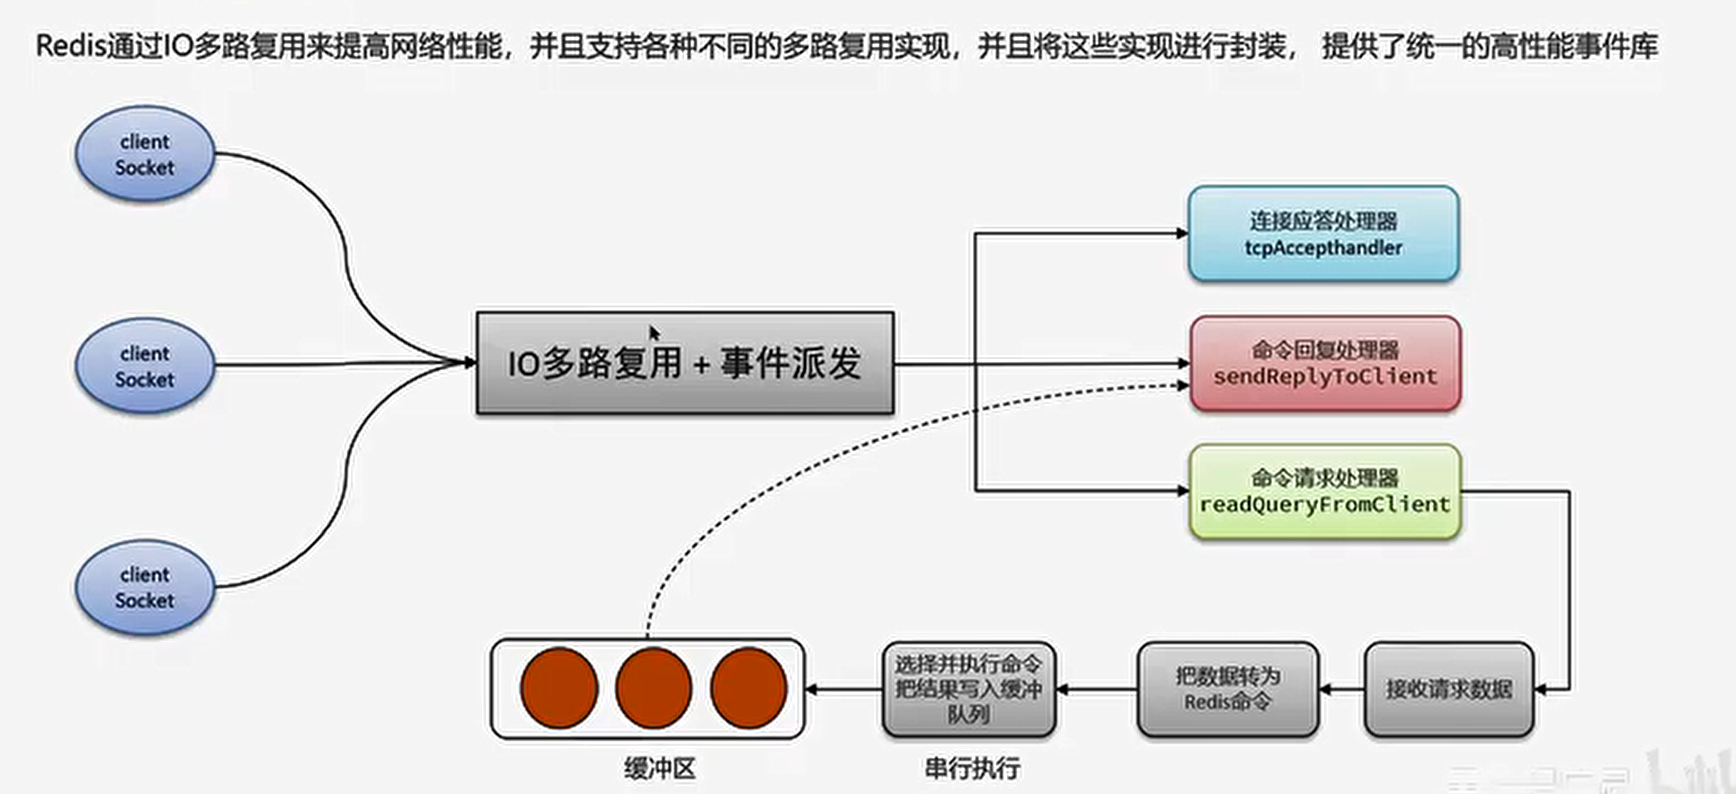 Redis通过IO多路复用来提高网络性能，并且支持各种不同的多路复用实现，并且将这些实现进行封装， 提供了统一的高性能事件库
client
Socket
client
Socket
client
Socket
IO多路复用 + 事件派发
连接应答处理器
tcpAccepthandler
命令回复处理器
sendReplyToClient
命令请求处理器
readQueryFromClient
接收请求数据
把数据转为
Redis命令
选择并执行命令
把结果写入缓冲
队列
串行执行
缓冲区